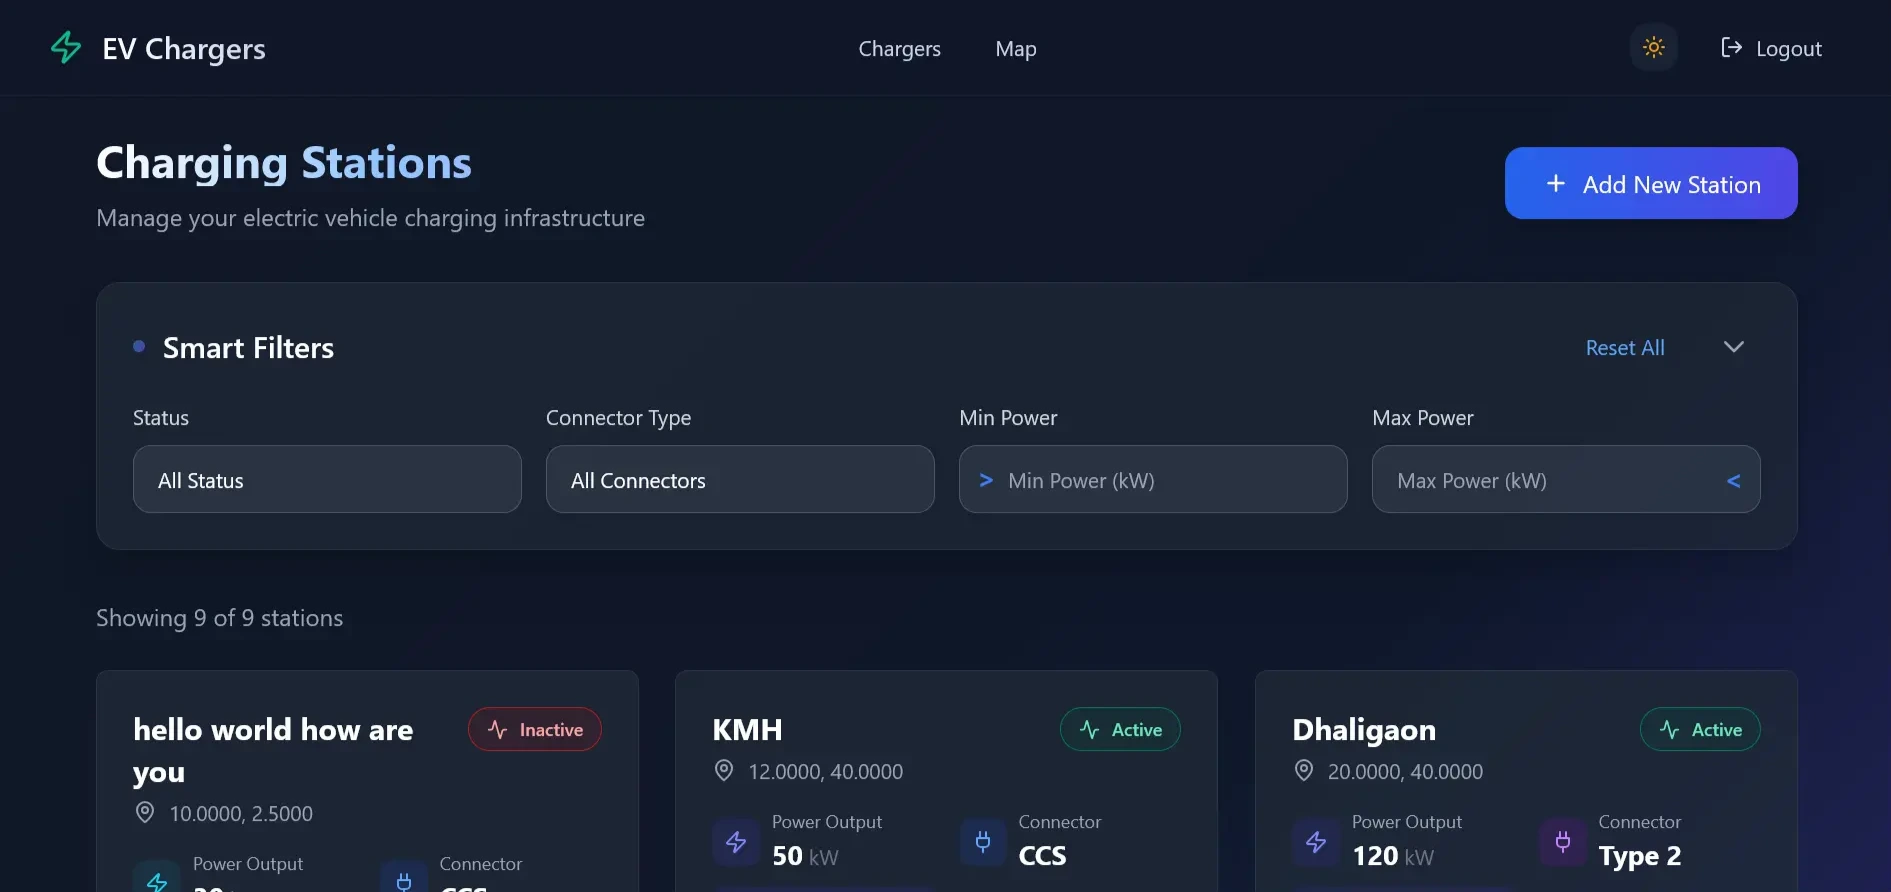 EV Chargers
Chargers
Map
Logout
Charging Stations
Manage your electric vehicle charging infrastructure
+ Add New Station
Smart Filters
Reset All
Status
Connector Type
Min Power
Max Power
All Status
All Connectors
> Min Power (kW)
Max Power (kW) <
Showing 9 of 9 stations
hello world how are
you
Inactive
10.0000, 2.5000
Power Output
Connector
CCS
KMH
Active
12.0000, 40.0000
Power Output
50 kW
Connector
CCS
Dhaligaon
Active
20.0000, 40.0000
Power Output
120 kW
Connector
Type 2